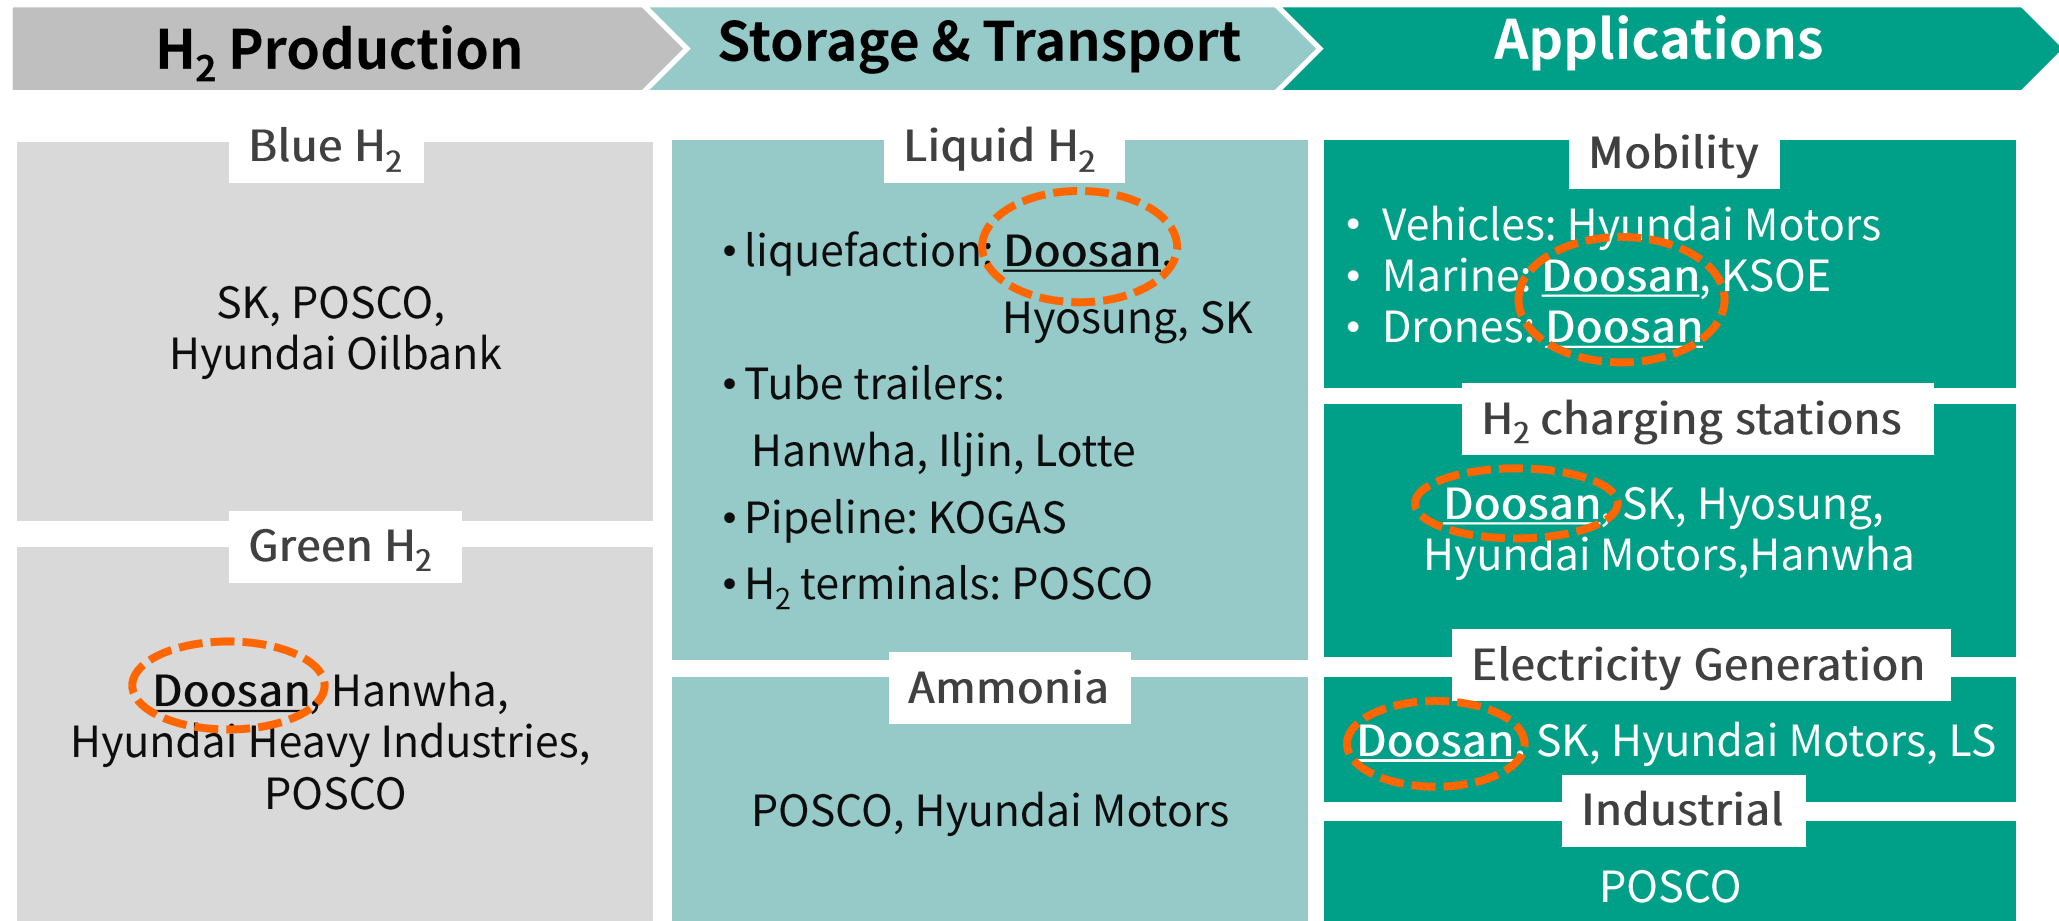 H₂ Production
Storage & Transport
Applications
Blue H₂
SK, POSCO,
Hyundai Oilbank
Green H₂
Doosan, Hanwha,
Hyundai Heavy Industries,
POSCO
Liquid H₂
• liquefaction: Doosan,
Hyosung, SK
• Tube trailers:
Hanwha, Iljin, Lotte
• Pipeline: KOGAS
• H₂ terminals: POSCO
Ammonia
POSCO, Hyundai Motors
Mobility
• Vehicles: Hyundai Motors
• Marine: Doosan, KSOE
• Drones: Doosan
H₂ charging stations
Doosan, SK, Hyosung,
Hyundai Motors,Hanwha
Electricity Generation
Doosan, SK, Hyundai Motors, LS
Industrial
POSCO